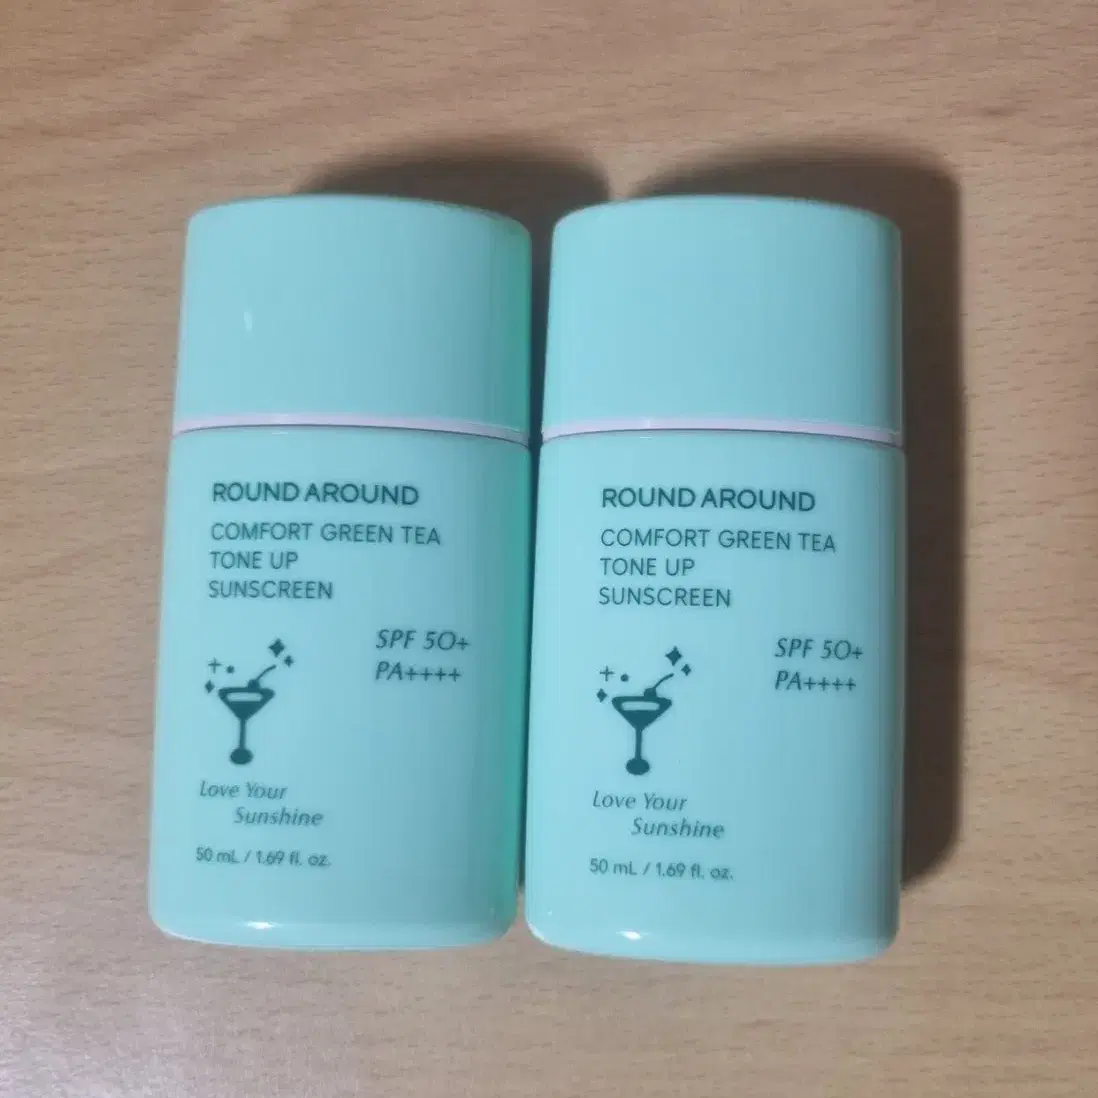 ROUND AROUND
COMFORT GREEN TEA
TONE UP
SUNSCREEN
SPF 50+
PA++++
Love Your
Sunshine
50 mL / 1.69 fl. oz.
ROUND AROUND
COMFORT GREEN TEA
TONE UP
SUNSCREEN
SPF 50+
PA++++
Love Your
Sunshine
50 mL / 1.69 fl. oz.